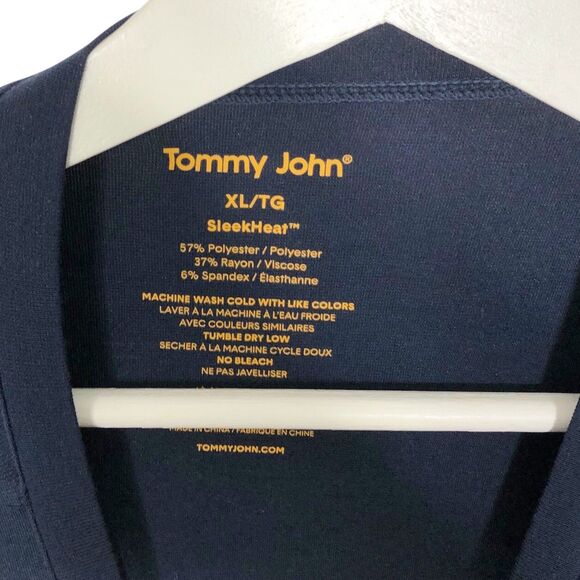 Tommy John®
XL/TG
SleekHeat™
57% Polyester / Polyester
37% Rayon / Viscose
6% Spandex / Élasthanne
MACHINE WASH COLD WITH LIKE COLORS
LAVER À LA MACHINE À L'EAU FROIDE
AVEC COULEURS SIMILAIRES
TUMBLE DRY LOW
SECHER À LA MACHINE CYCLE DOUX
NO BLEACH
NE PAS JAVELLISER
MADE IN CHINA / FABRIQUE EN CHINE
TOMMYJOHN.COM